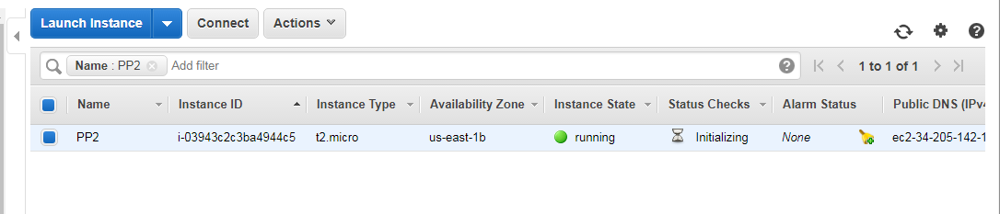 Launch Instance Connect Actions
Name : PP2 Add filter 1 to 1 of 1
Name Instance ID Instance Type Availability Zone Instance State Status Checks Alarm Status Public DNS (IPv4
PP2 i-03943c2c3ba4944c5 t2.micro us-east-1b running Initializing None ec2-34-205-142-1